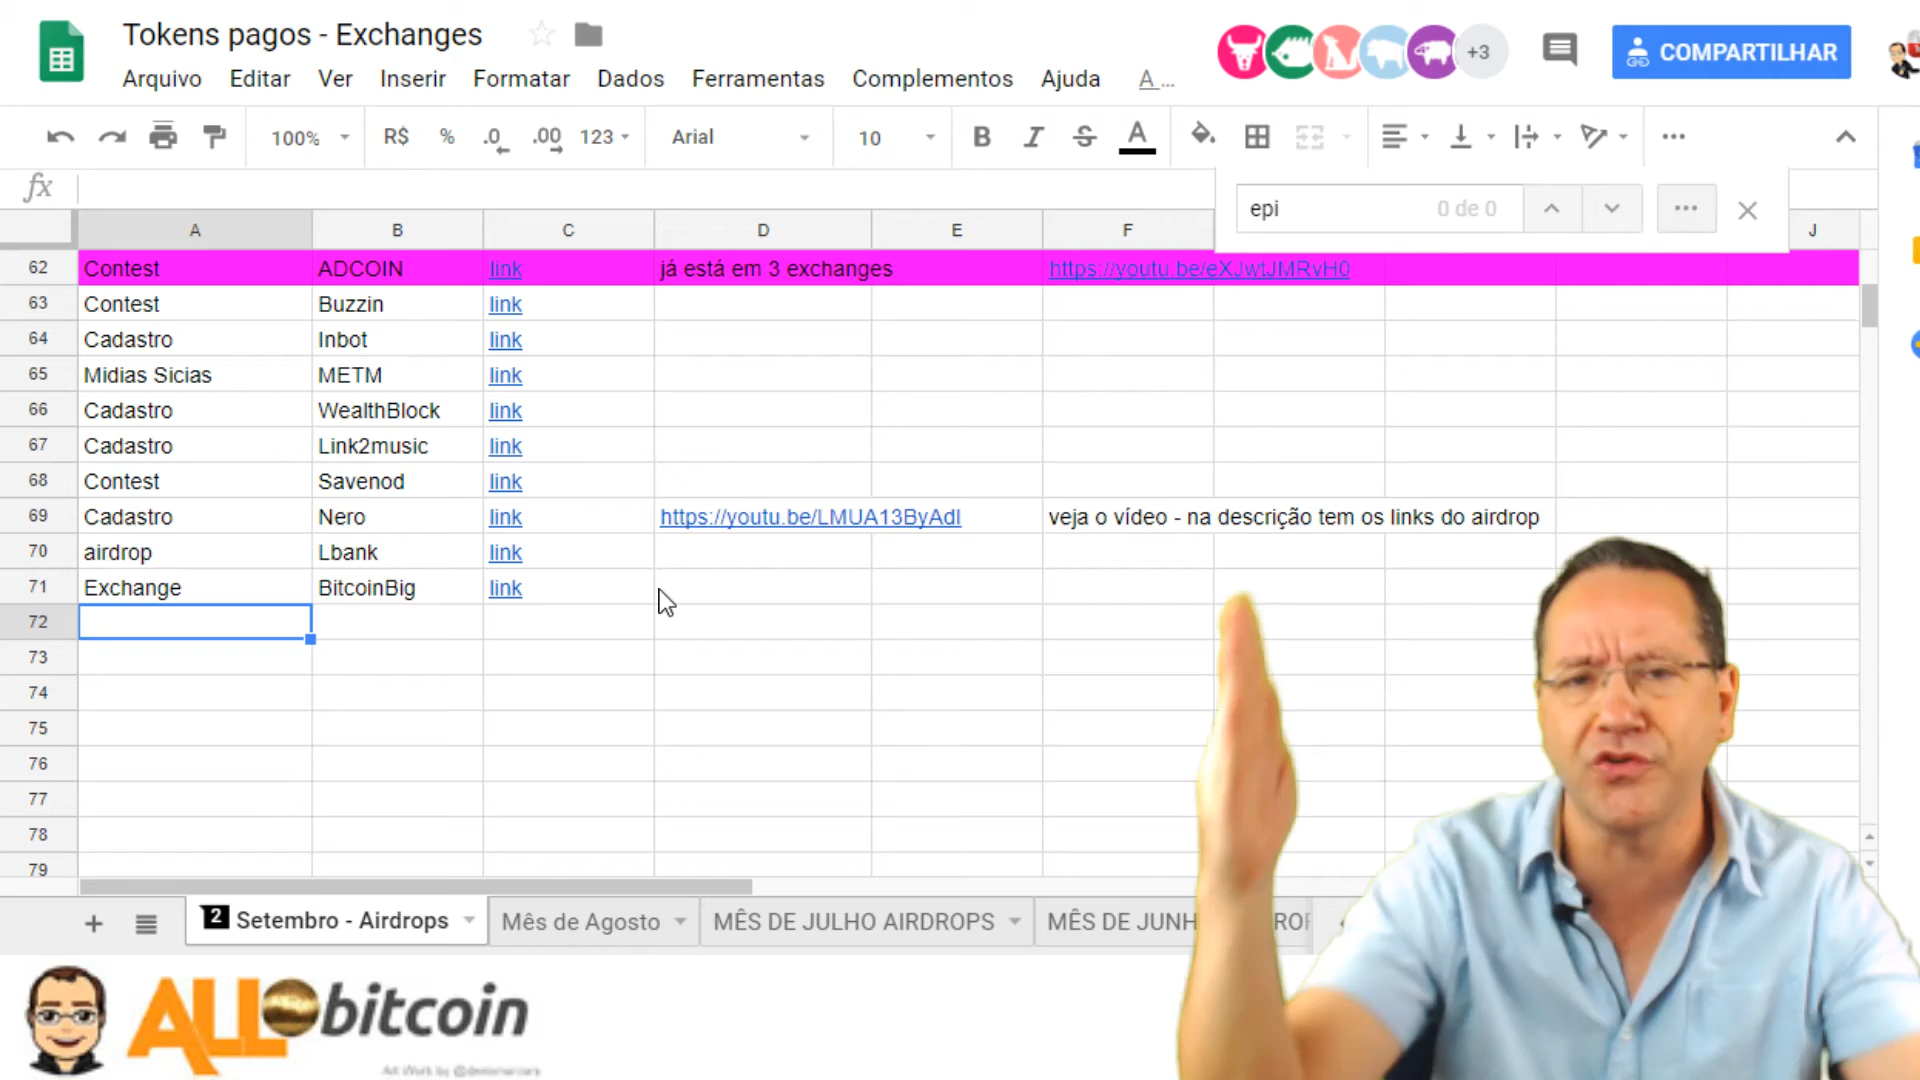 Tokens pagos - Exchanges
+3
COMPARTILHAR
Arquivo Editar Ver Inserir Formatar Dados Ferramentas Complementos Ajuda A ...
100% R$ % .0 .00 123 Arial 10 B I S A ...
fx
epi 0 de 0 ...
A B C D E F J
62 Contest ADCOIN link já está em 3 exchanges https://youtu.be/eXJwtJMRvH0
63 Contest Buzzin link
64 Cadastro Inbot link
65 Midias Sicias METM link
66 Cadastro WealthBlock link
67 Cadastro Link2music link
68 Contest Savenod link
69 Cadastro Nero link https://youtu.be/LMUA13ByAdI veja o vídeo - na descrição tem os links do airdrop
70 airdrop Lbank link
71 Exchange BitcoinBig link
72
73
74
75
76
77
78
79
+ 2 Setembro - Airdrops Mês de Agosto MÊS DE JULHO AIRDROPS MÊS DE JUNH ROP
ALLbitcoin